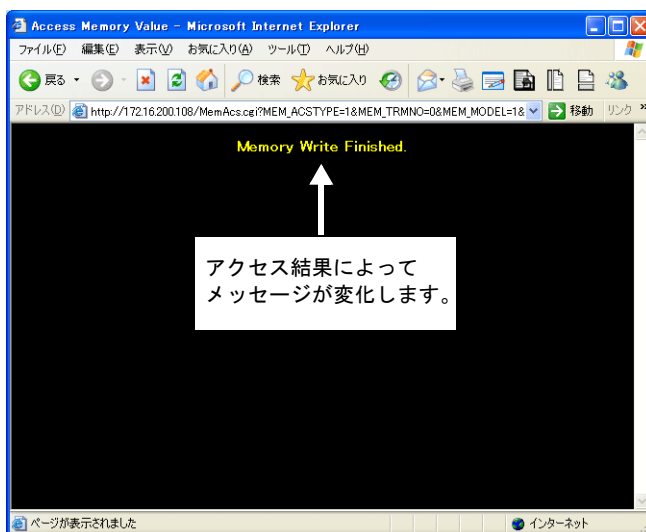 Access Memory Value - Microsoft Internet Explorer
ファイル(F) 編集(E) 表示(V) お気に入り(A) ツール(T) ヘルプ(H)
戻る 検索 お気に入り
アドレス(D) http://172.16.200.108/MemAcs.cgi?MEM_ACSTYPE=1&MEM_TRMNO=0&MEM_MODEL=1& 移動 リンク »
Memory Write Finished.
アクセス結果によって
メッセージが変化します。
ページが表示されました インターネット